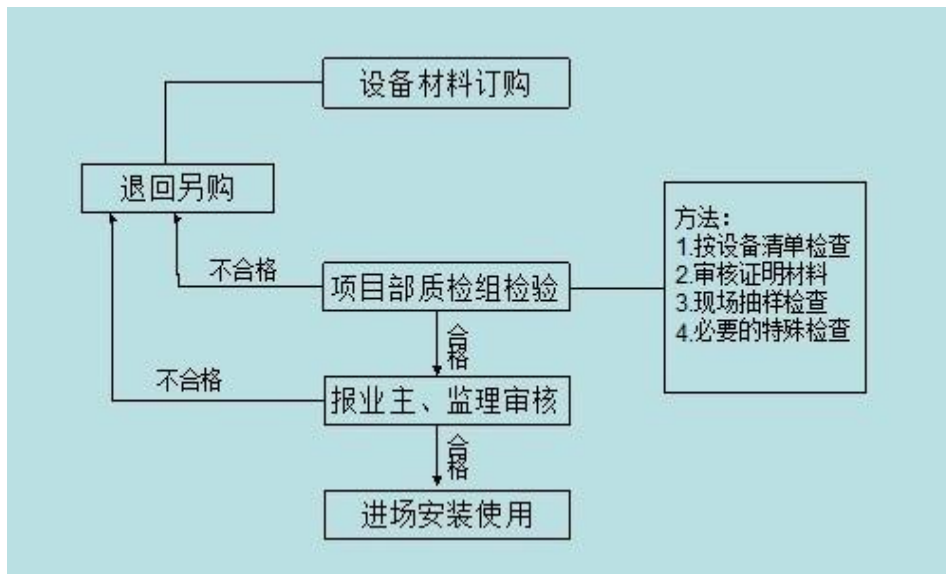 设备材料订购
退回另购
方法：
1.按设备清单检查
2.审核证明材料
3.现场抽样检查
4.必要的特殊检查
不合格
项目部质检组检验
合格
不合格
报业主、监理审核
合格
进场安装使用